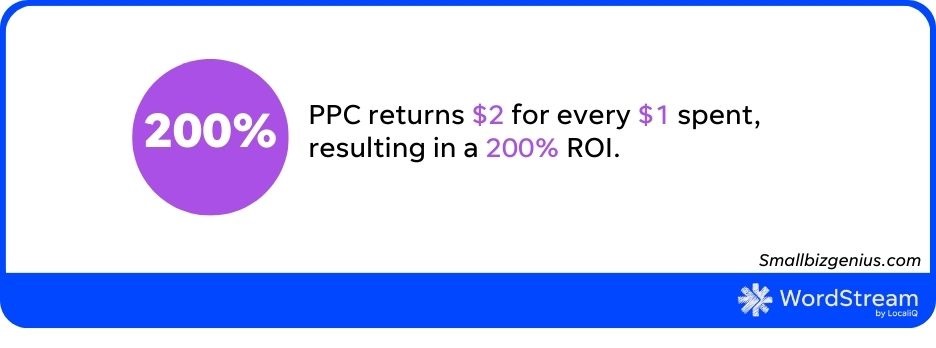 200%
PPC returns $2 for every $1 spent,
resulting in a 200% ROI.
Smallbizgenius.com
WordStream
by LocaliQ